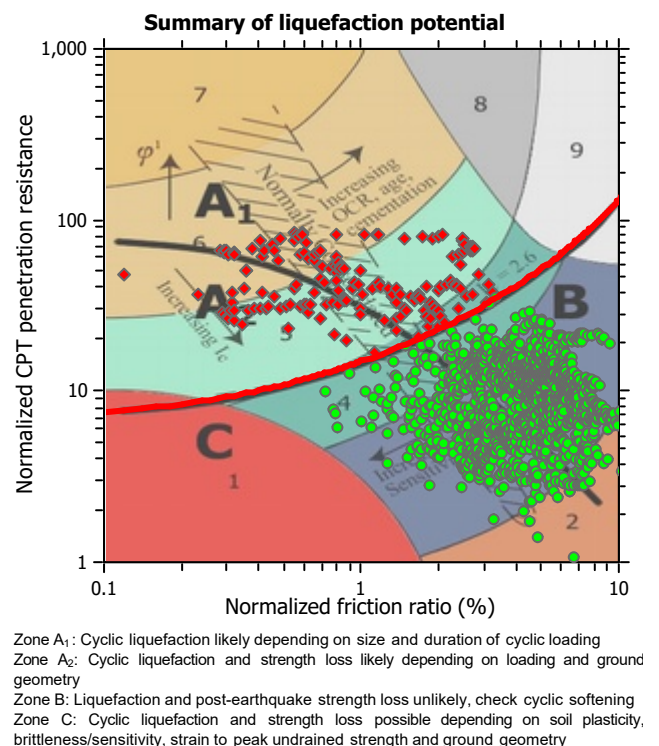 Summary of liquefaction potential
1,000
7
8
9
φ'
Increasing
OCR, age,
cementation
Normally
A1
100
6
= 2.6
A
B
Increasing Ic
5
Normalized CPT penetration resistance
10
4
C
1
Sensitiv
2
1
0.1
1
10
Normalized friction ratio (%)
Zone A₁: Cyclic liquefaction likely depending on size and duration of cyclic loading
Zone A₂: Cyclic liquefaction and strength loss likely depending on loading and ground
geometry
Zone B: Liquefaction and post-earthquake strength loss unlikely, check cyclic softening
Zone C: Cyclic liquefaction and strength loss possible depending on soil plasticity,
brittleness/sensitivity, strain to peak undrained strength and ground geometry